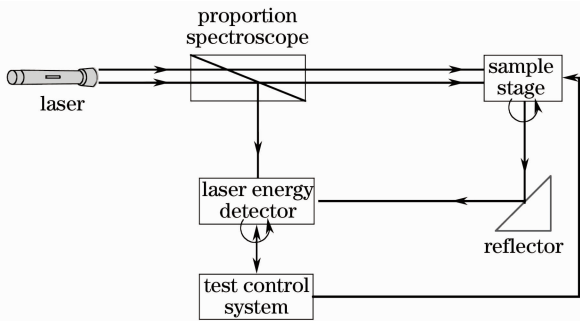 proportion
spectroscope
laser
sample
stage
laser energy
detector
reflector
test control
system